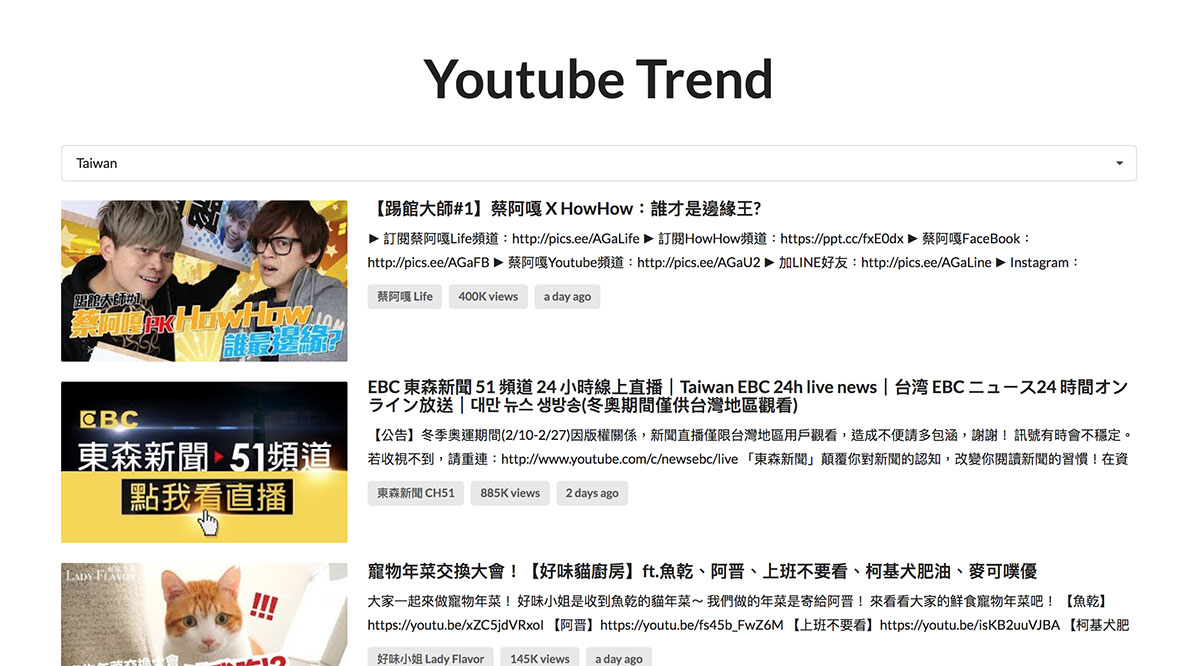 Youtube Trend
Taiwan
踢館大師#1
蔡阿嘎PKHowHow
誰最邊緣?
【踢館大師#1】蔡阿嘎 X HowHow：誰才是邊緣王?
▶ 訂閱蔡阿嘎Life頻道：http://pics.ee/AGaLife ▶ 訂閱HowHow頻道：https://ppt.cc/fxE0dx ▶ 蔡阿嘎FaceBook：
http://pics.ee/AGaFB ▶ 蔡阿嘎Youtube頻道：http://pics.ee/AGaU2 ▶ 加LINE好友：http://pics.ee/AGaLine ▶ Instagram：
蔡阿嘎 Life 400K views a day ago
EBC
東森新聞 51頻道
點我看直播
EBC 東森新聞 51 頻道 24 小時線上直播｜Taiwan EBC 24h live news｜台湾 EBC ニュース24 時間オン
ライン放送｜대만 뉴스 생방송(冬奧期間僅供台灣地區觀看)
【公告】冬季奧運期間(2/10-2/27)因版權關係，新聞直播僅限台灣地區用戶觀看，造成不便請多包涵，謝謝！ 訊號有時會不穩定。
若收視不到，請重連：http://www.youtube.com/c/newsebc/live 「東森新聞」顛覆你對新聞的認知，改變你閱讀新聞的習慣！在資
東森新聞 CH51 885K views 2 days ago
LADY FLAVOR
!!!
寵物年菜交換大會！【好味貓廚房】ft.魚乾、阿晋、上班不要看、柯基犬肥油、麥可噗優
大家一起來做寵物年菜！ 好味小姐是收到魚乾的貓年菜～ 我們做的年菜是寄給阿晋！ 來看看大家的鮮食寵物年菜吧！ 【魚乾】
https://youtu.be/xZC5jdVRxoI 【阿晋】https://youtu.be/fs45b_FwZ6M 【上班不要看】https://youtu.be/isKB2uuVJBA 【柯基犬肥
好味小姐 Lady Flavor 145K views a day ago